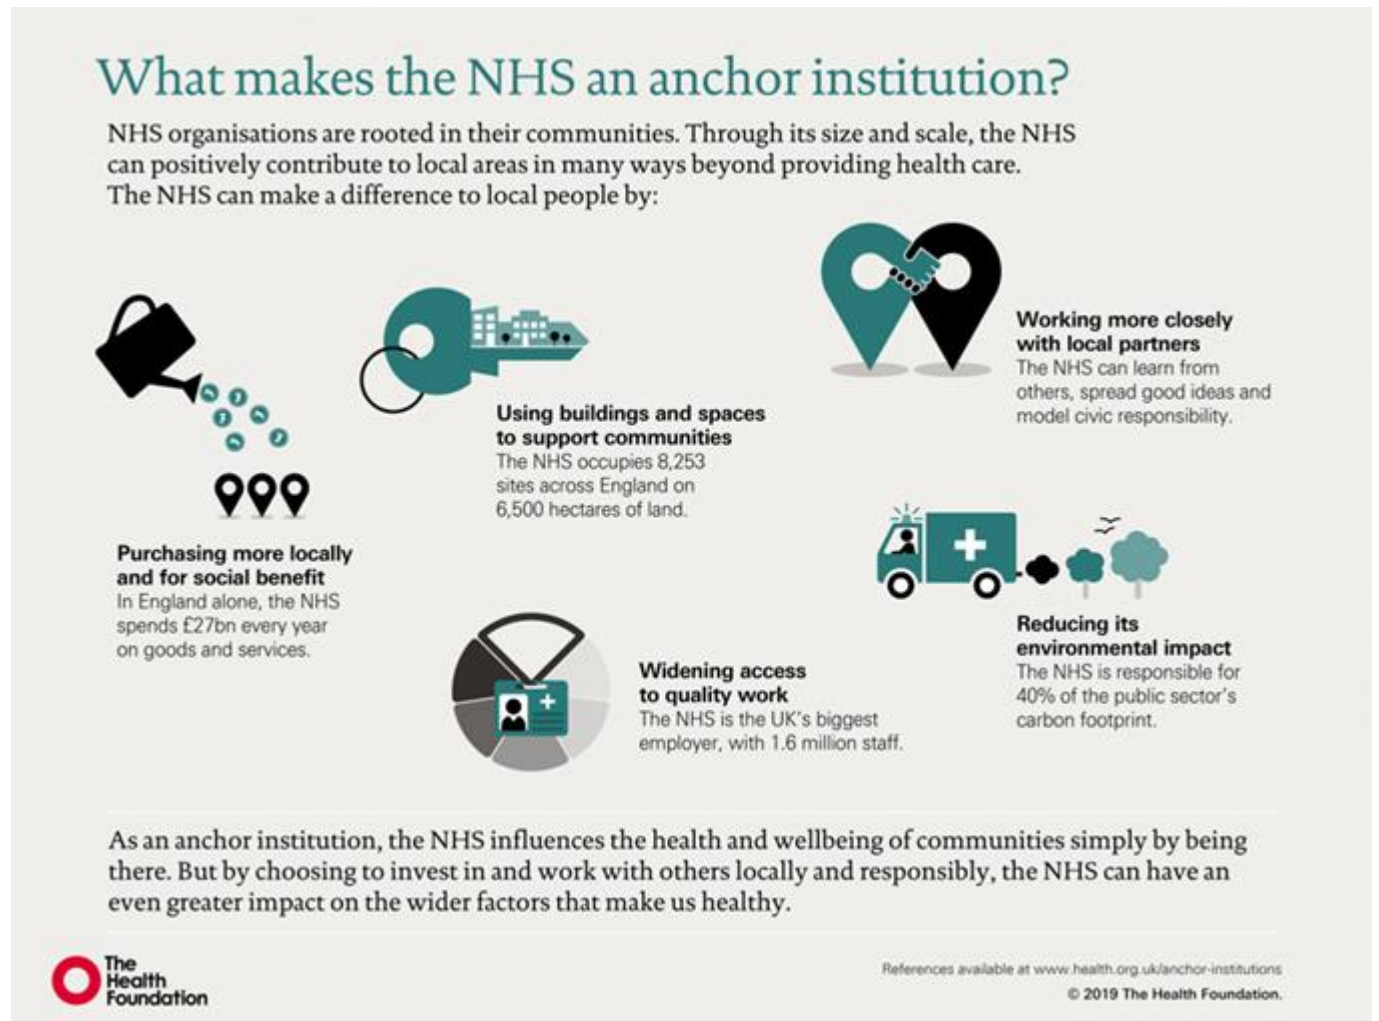 What makes the NHS an anchor institution?
NHS organisations are rooted in their communities. Through its size and scale, the NHS
can positively contribute to local areas in many ways beyond providing health care.
The NHS can make a difference to local people by:
Purchasing more locally
and for social benefit
In England alone, the NHS
spends £27bn every year
on goods and services.
Using buildings and spaces
to support communities
The NHS occupies 8,253
sites across England on
6,500 hectares of land.
Working more closely
with local partners
The NHS can learn from
others, spread good ideas and
model civic responsibility.
Widening access
to quality work
The NHS is the UK's biggest
employer, with 1.6 million staff.
Reducing its
environmental impact
The NHS is responsible for
40% of the public sector's
carbon footprint.
As an anchor institution, the NHS influences the health and wellbeing of communities simply by being
there. But by choosing to invest in and work with others locally and responsibly, the NHS can have an
even greater impact on the wider factors that make us healthy.
The
Health
Foundation
References available at www.health.org.uk/anchor-institutions
© 2019 The Health Foundation.